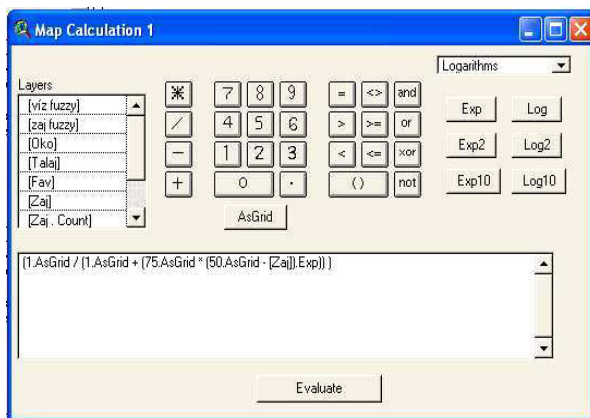 Map Calculation 1
Logarithms
Layers
[víz fuzzy]
[zaj fuzzy]
[Oko]
[Talaj]
[Fav]
[Zaj]
[Zaj . Count]
* 7 8 9 = <> and
/ 4 5 6 > >= or
- 1 2 3 < <= xor
+ 0 . ( ) not
AsGrid
Exp Log
Exp2 Log2
Exp10 Log10
(1.AsGrid / (1.AsGrid + (75.AsGrid * (50.AsGrid - [Zaj]).Exp)) )
Evaluate